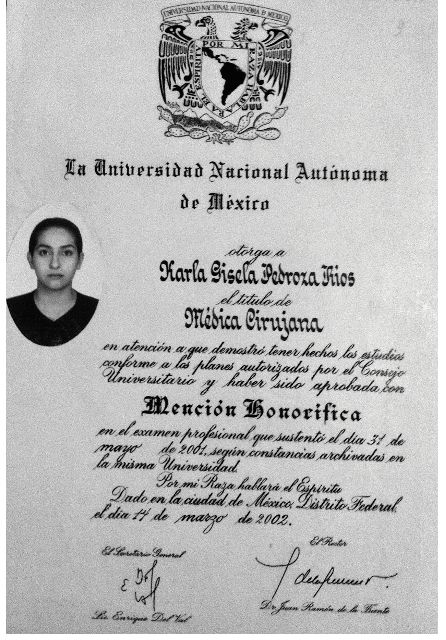 UNIVERSIDAD NACIONAL AUTÓNOMA DE MEXICO
POR MI RAZA HABLARA EL ESPIRITU
La Universidad Nacional Autónoma
de México
otorga a
Karla Gisela Pedroza Rios
el título de
Médica Cirujana
en atención a que demostró tener hechos los estudios
conforme a los planes autorizados por el Consejo
Universitario y haber sido aprobada con
Mención Honorifica
en el examen profesional que sustentó el día 31 de
mayo de 2001, según constancias archivadas en
la misma Universidad.
Por mi Raza hablará el Espíritu
Dado en la ciudad de México, Distrito Federal,
el día 14 de marzo de 2002.
El Secretario General
El Rector
Lic. Enrique Del Val
Dr. Juan Ramón de la Fuente